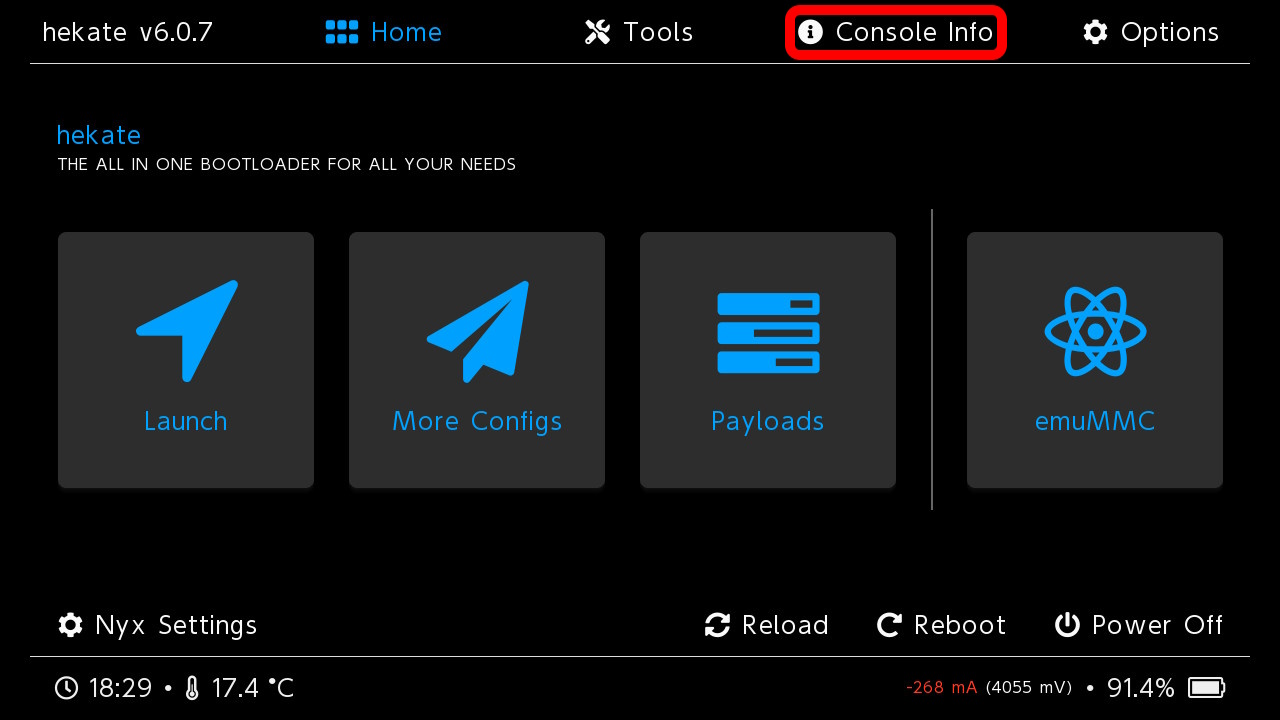 hekate v6.0.7
Home
Tools
Console Info
Options
hekate
THE ALL IN ONE BOOTLOADER FOR ALL YOUR NEEDS
Launch
More Configs
Payloads
emuMMC
Nyx Settings
Reload
Reboot
Power Off
18:29 • 17.4 °C
-268 mA (4055 mV) • 91.4%